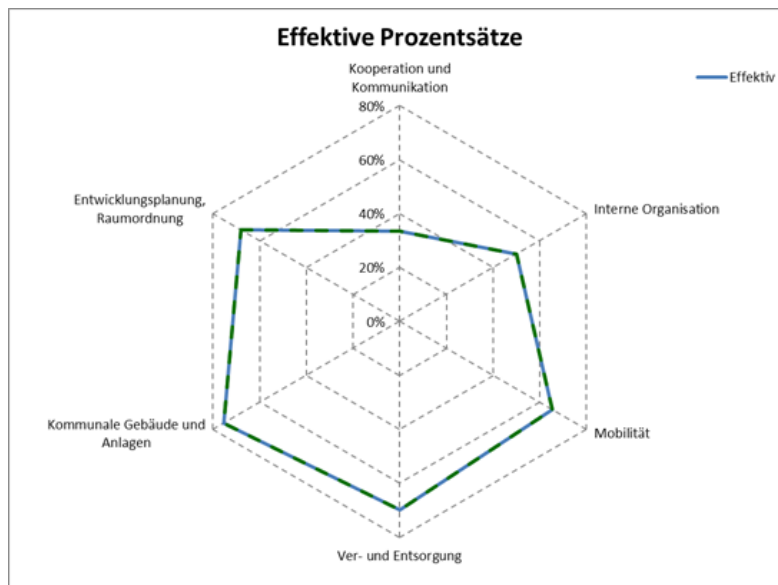 Effektive Prozentsätze
Kooperation und
Kommunikation
Effektiv
80%
60%
40%
20%
0%
Entwicklungsplanung,
Raumordnung
Interne Organisation
Kommunale Gebäude und
Anlagen
Mobilität
Ver- und Entsorgung